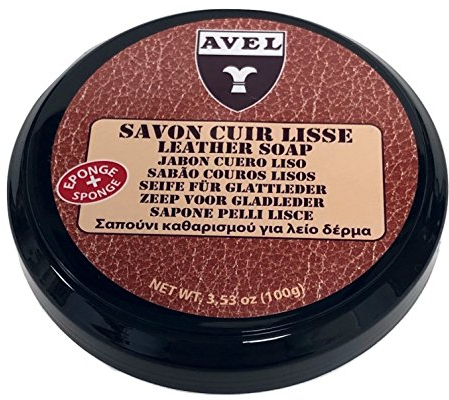 AVEL
SAVON CUIR LISSE
LEATHER SOAP
JABON CUERO LISO
SABÃO COUROS LISOS
SEIFE FÜR GLATTLEDER
ZEEP VOOR GLADLEDER
SAPONE PELLI LISCE
Σαπούνι καθαρισμού για λείο δέρμα
EPONGE
+
SPONGE
NET WT, 3,53 oz (100g)